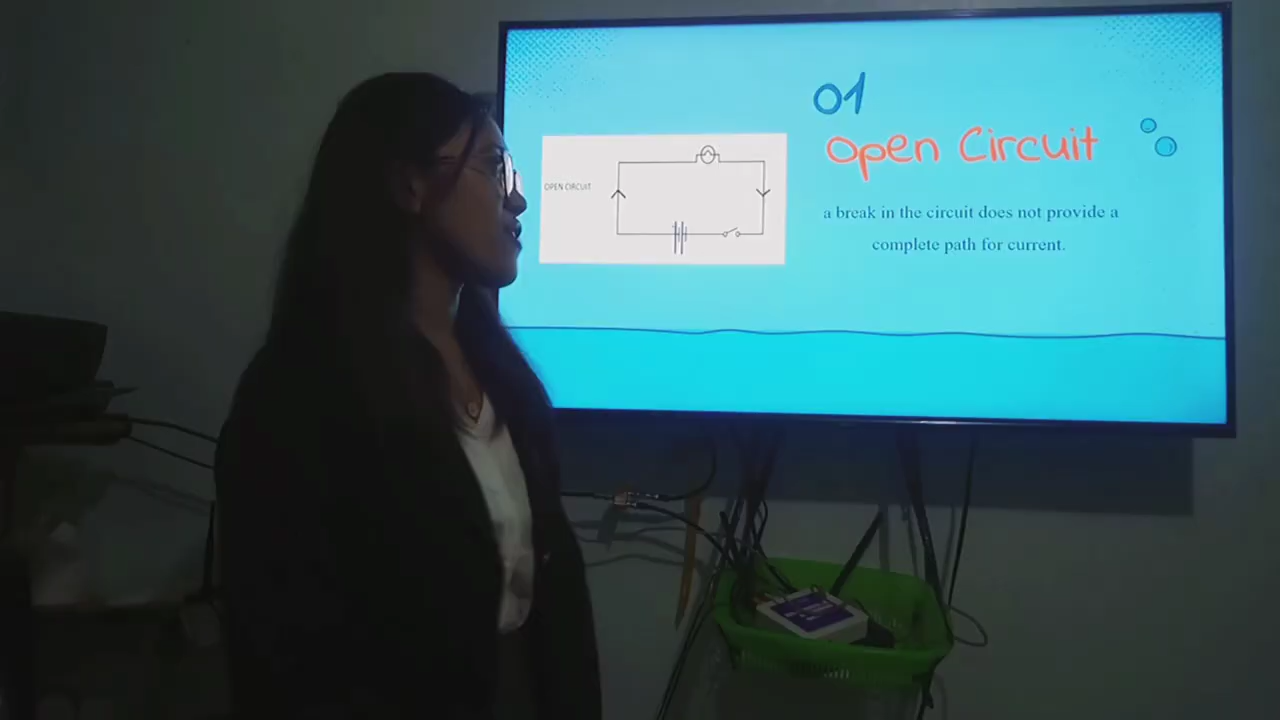 01
Open Circuit
OPEN CIRCUIT
a break in the circuit does not provide a
complete path for current.